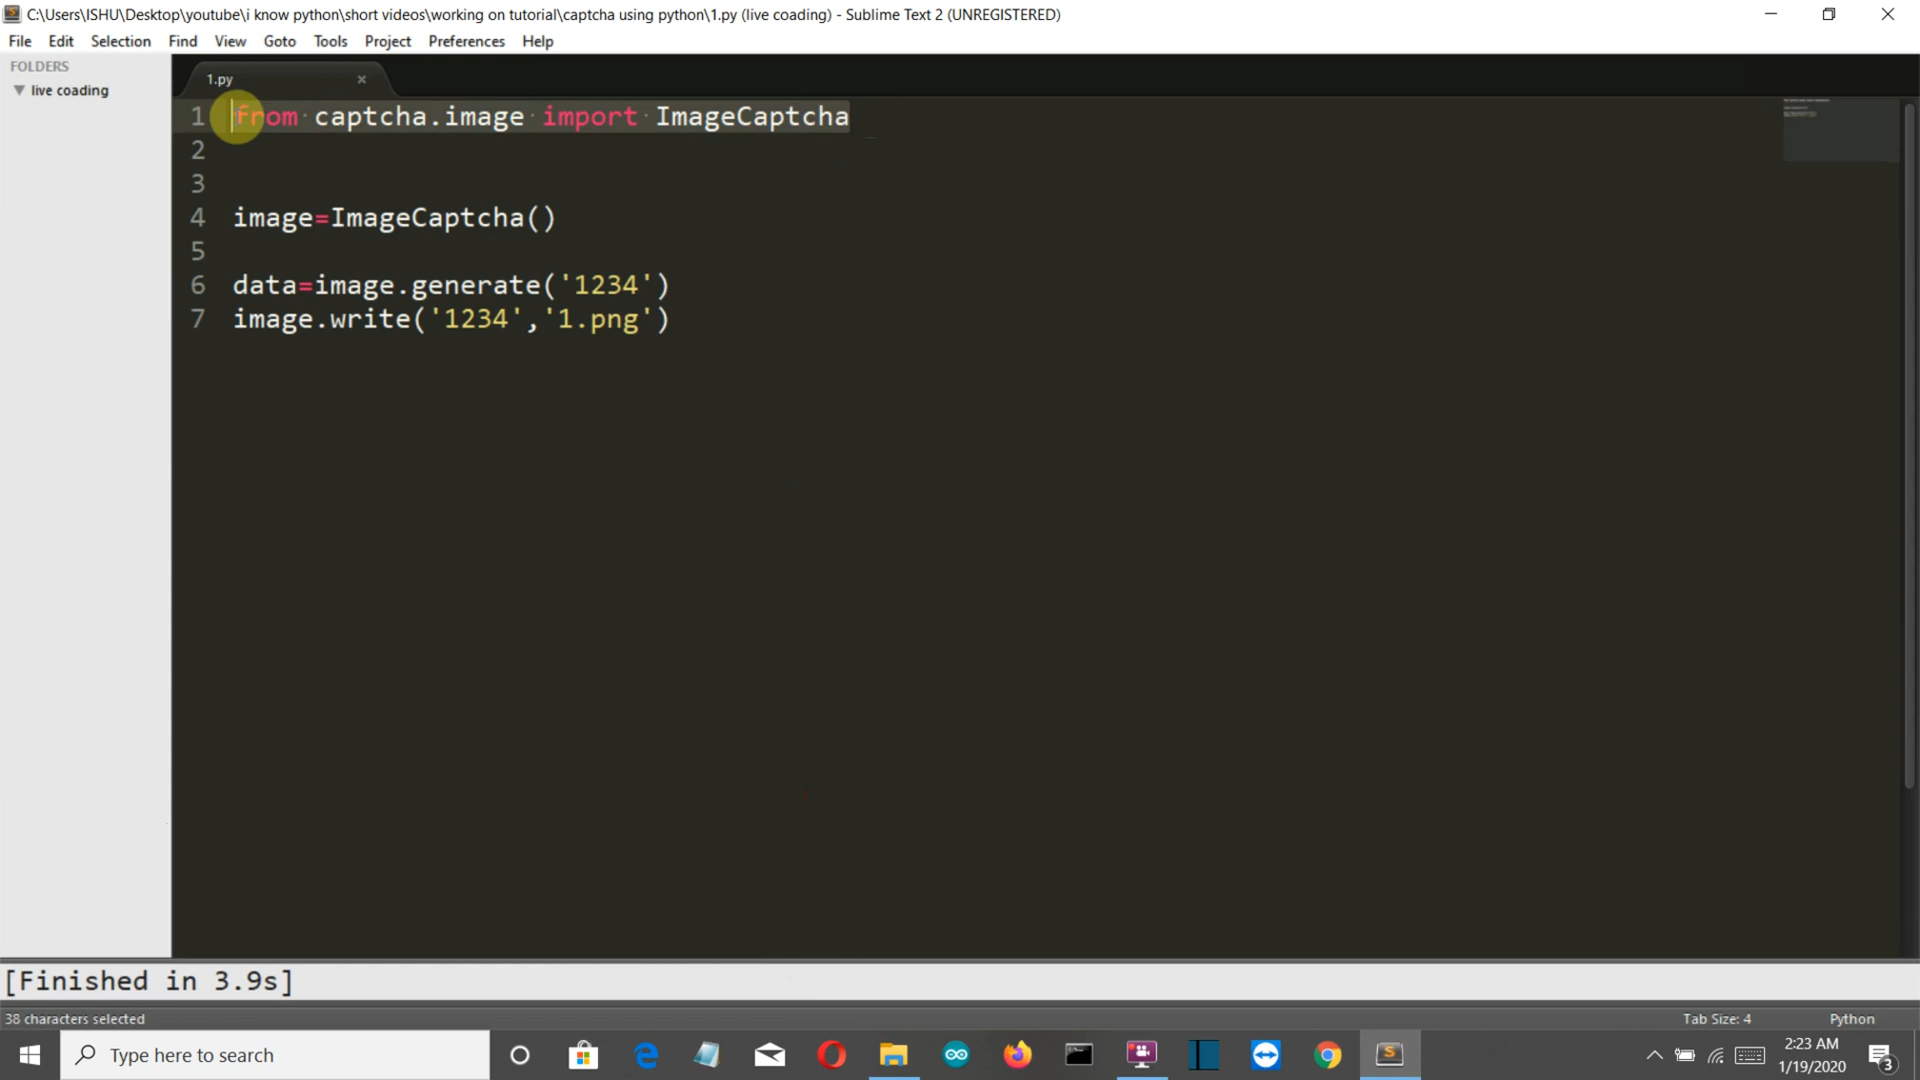 C:\Users\ISHU\Desktop\youtube\i know python\short videos\working on tutorial\captcha using python\1.py (live coading) - Sublime Text 2 (UNREGISTERED)
File Edit Selection Find View Goto Tools Project Preferences Help
FOLDERS
live coading
1.py
1 from captcha.image import ImageCaptcha
2
3
4 image=ImageCaptcha()
5
6 data=image.generate('1234')
7 image.write('1234','1.png')
[Finished in 3.9s]
38 characters selected
Tab Size: 4 Python
Type here to search
2:23 AM
1/19/2020
3